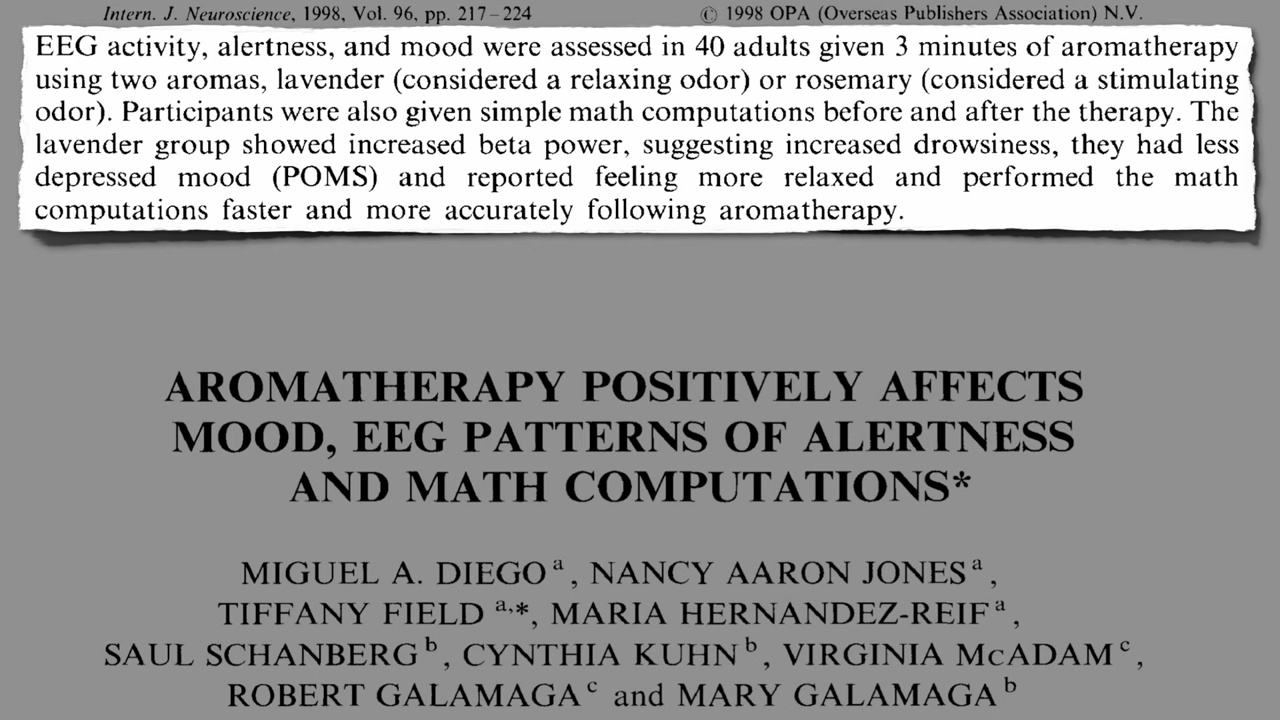 Intern. J. Neuroscience, 1998, Vol. 96, pp. 217–224
© 1998 OPA (Overseas Publishers Association) N.V.
EEG activity, alertness, and mood were assessed in 40 adults given 3 minutes of aromatherapy
using two aromas, lavender (considered a relaxing odor) or rosemary (considered a stimulating
odor). Participants were also given simple math computations before and after the therapy. The
lavender group showed increased beta power, suggesting increased drowsiness, they had less
depressed mood (POMS) and reported feeling more relaxed and performed the math
computations faster and more accurately following aromatherapy.
AROMATHERAPY POSITIVELY AFFECTS
MOOD, EEG PATTERNS OF ALERTNESS
AND MATH COMPUTATIONS*
MIGUEL A. DIEGO a, NANCY AARON JONES a,
TIFFANY FIELD a,*, MARIA HERNANDEZ-REIF a,
SAUL SCHANBERG b, CYNTHIA KUHN b, VIRGINIA McADAM c,
ROBERT GALAMAGA c and MARY GALAMAGA b